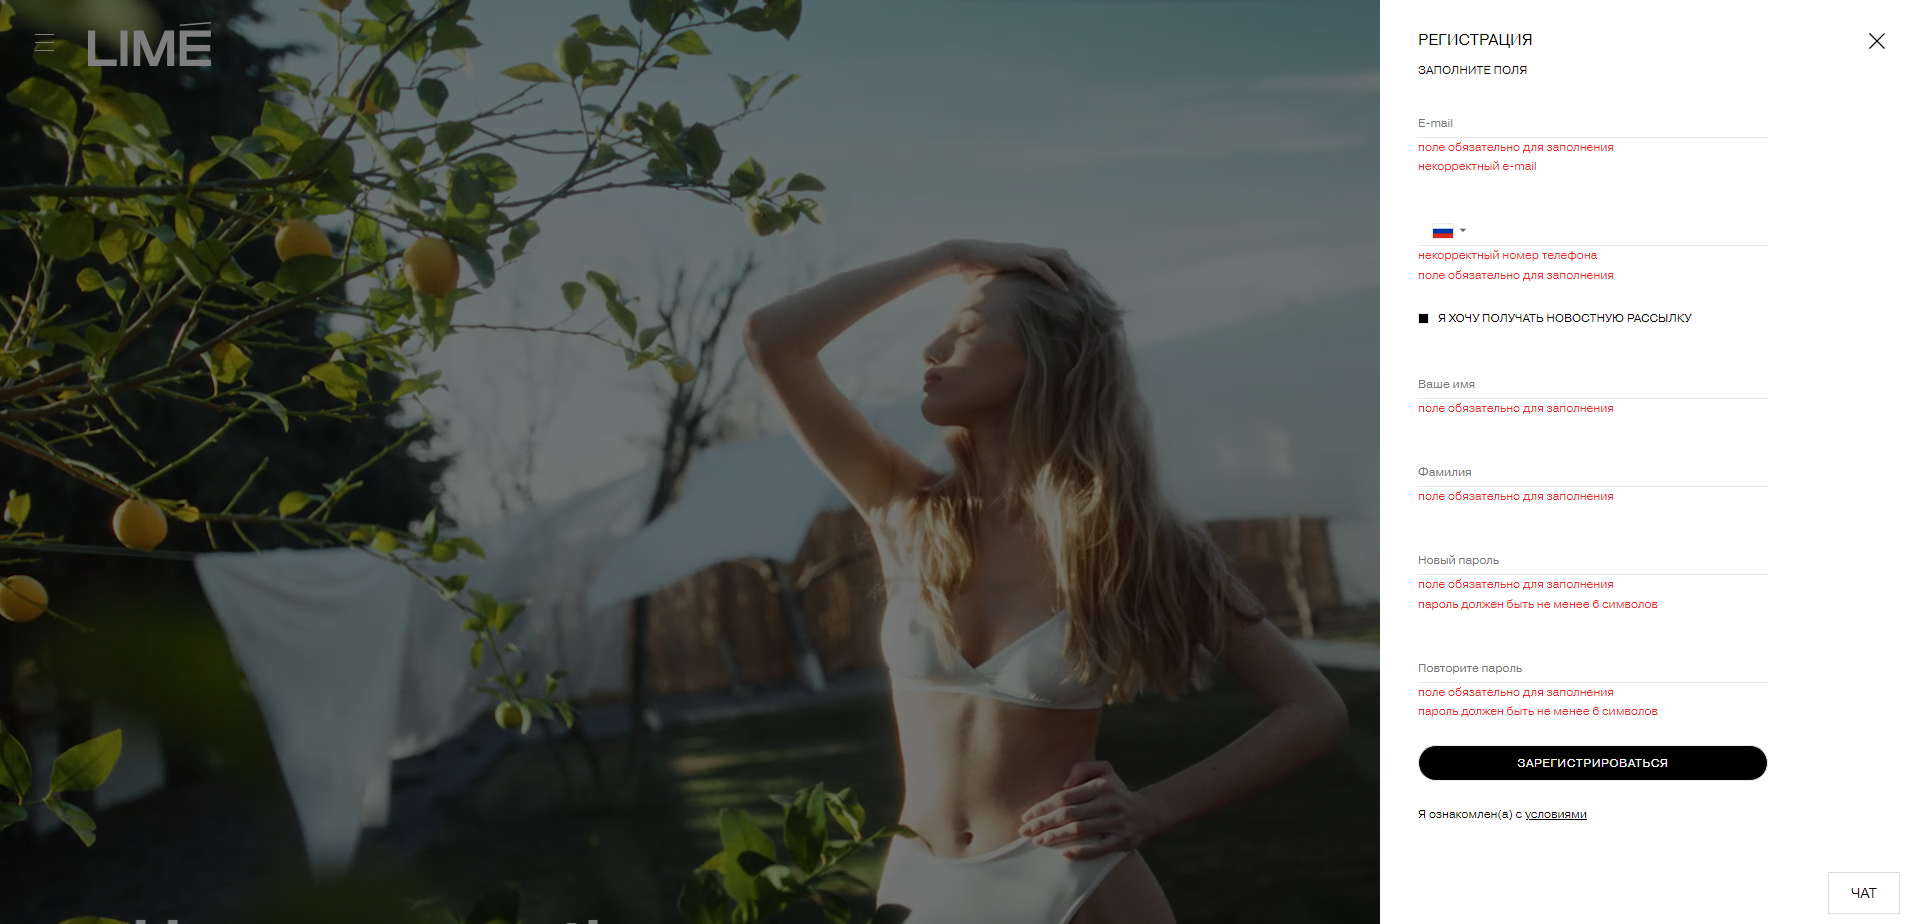 LIMÉ
РЕГИСТРАЦИЯ
ЗАПОЛНИТЕ ПОЛЯ
E-mail
поле обязательно для заполнения
некорректный e-mail
некорректный номер телефона
поле обязательно для заполнения
Я ХОЧУ ПОЛУЧАТЬ НОВОСТНУЮ РАССЫЛКУ
Ваше имя
поле обязательно для заполнения
Фамилия
поле обязательно для заполнения
Новый пароль
поле обязательно для заполнения
пароль должен быть не менее 6 символов
Повторите пароль
поле обязательно для заполнения
пароль должен быть не менее 6 символов
ЗАРЕГИСТРИРОВАТЬСЯ
Я ознакомлен(а) с условиями
ЧАТ